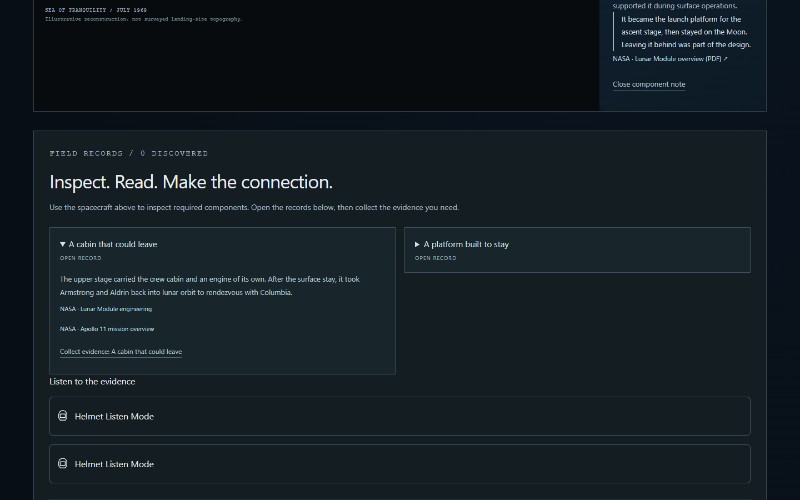 SEA OF TRANQUILITY / JULY 1969
Illustrative reconstruction, not surveyed landing-site topography.
supported it during surface operations.
It became the launch platform for the
ascent stage, then stayed on the Moon.
Leaving it behind was part of the design.
NASA · Lunar Module overview (PDF) ↗
Close component note
FIELD RECORDS / 0 DISCOVERED
Inspect. Read. Make the connection.
Use the spacecraft above to inspect required components. Open the records below, then collect the evidence you need.
▼ A cabin that could leave
OPEN RECORD
The upper stage carried the crew cabin and an engine of its own. After the surface stay, it took
Armstrong and Aldrin back into lunar orbit to rendezvous with Columbia.
NASA · Lunar Module engineering
NASA · Apollo 11 mission overview
Collect evidence: A cabin that could leave
▶ A platform built to stay
OPEN RECORD
Listen to the evidence
Helmet Listen Mode
Helmet Listen Mode